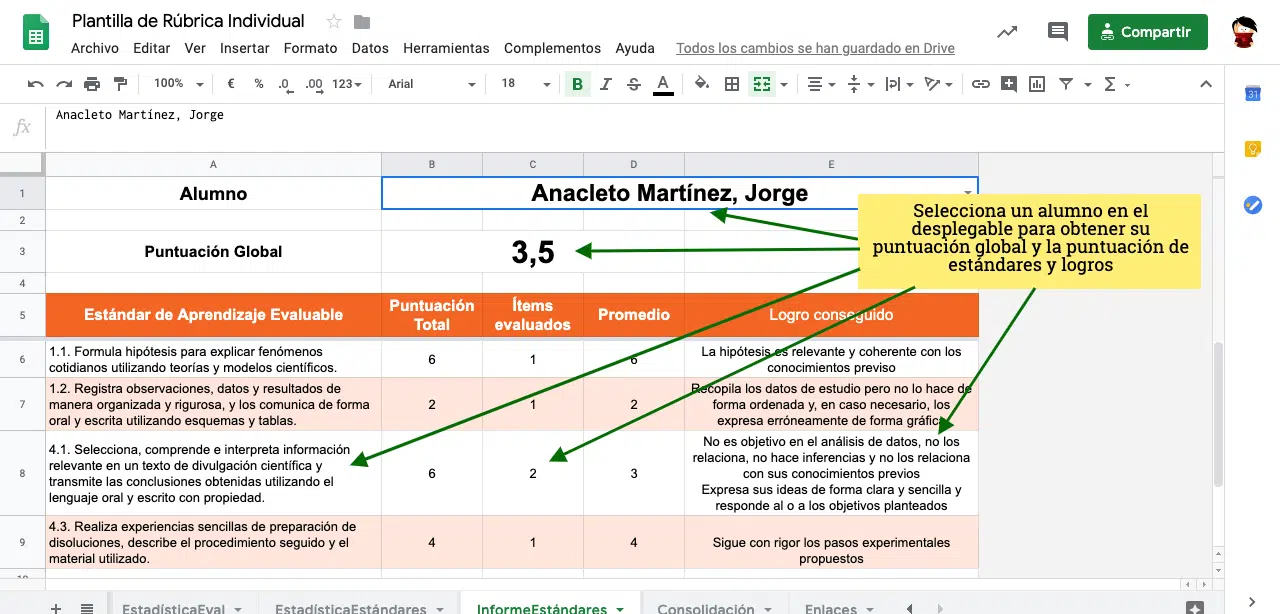 Plantilla de Rúbrica Individual
Archivo Editar Ver Insertar Formato Datos Herramientas Complementos Ayuda Todos los cambios se han guardado en Drive
Compartir
100% € % .0 .00 123 Arial 18 B I S A Σ
31
fx Anacleto Martínez, Jorge
A B C D E
1 Alumno Anacleto Martínez, Jorge
2
3 Puntuación Global 3,5
4
Selecciona un alumno en el
desplegable para obtener su
puntuación global y la puntuación de
estándares y logros
5 Estándar de Aprendizaje Evaluable Puntuación Total Ítems evaluados Promedio Logro conseguido
6 1.1. Formula hipótesis para explicar fenómenos
cotidianos utilizando teorías y modelos científicos.
6 1 6
La hipótesis es relevante y coherente con los
conocimientos previso
7 1.2. Registra observaciones, datos y resultados de
manera organizada y rigurosa, y los comunica de forma
oral y escrita utilizando esquemas y tablas.
2 1 2
Recopila los datos de estudio pero no lo hace de
forma ordenada y, en caso necesario, los
expresa erróneamente de forma gráfica
8 4.1. Selecciona, comprende e interpreta información
relevante en un texto de divulgación científica y
transmite las conclusiones obtenidas utilizando el
lenguaje oral y escrito con propiedad.
6 2 3
No es objetivo en el análisis de datos, no los
relaciona, no hace inferencias y no los relaciona
con sus conocimientos previos
Expresa sus ideas de forma clara y sencilla y
responde al o a los objetivos planteados
9 4.3. Realiza experiencias sencillas de preparación de
disoluciones, describe el procedimiento seguido y el
material utilizado.
4 1 4
Sigue con rigor los pasos experimentales
propuestos
EstadísticaEval EstadísticaEstándares InformeEstándares Consolidación Enlaces